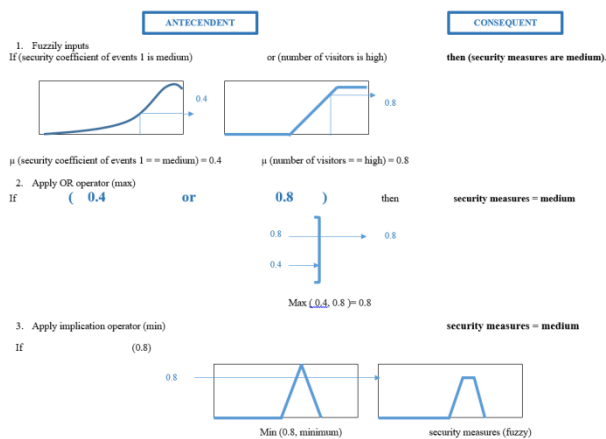 ANTECENDENT
CONSEQUENT
1. Fuzzily inputs
If (security coefficient of events 1 is medium) or (number of visitors is high) then (security measures are medium).
0.4
0.8
μ (security coefficient of events 1 = = medium) = 0.4 μ (number of visitors = = high) = 0.8
2. Apply OR operator (max)
If ( 0.4 or 0.8 ) then security measures = medium
0.8 0.8
0.4
Max ( 0.4, 0.8 )= 0.8
3. Apply implication operator (min) security measures = medium
If (0.8)
0.8
Min (0.8, minimum) security measures (fuzzy)